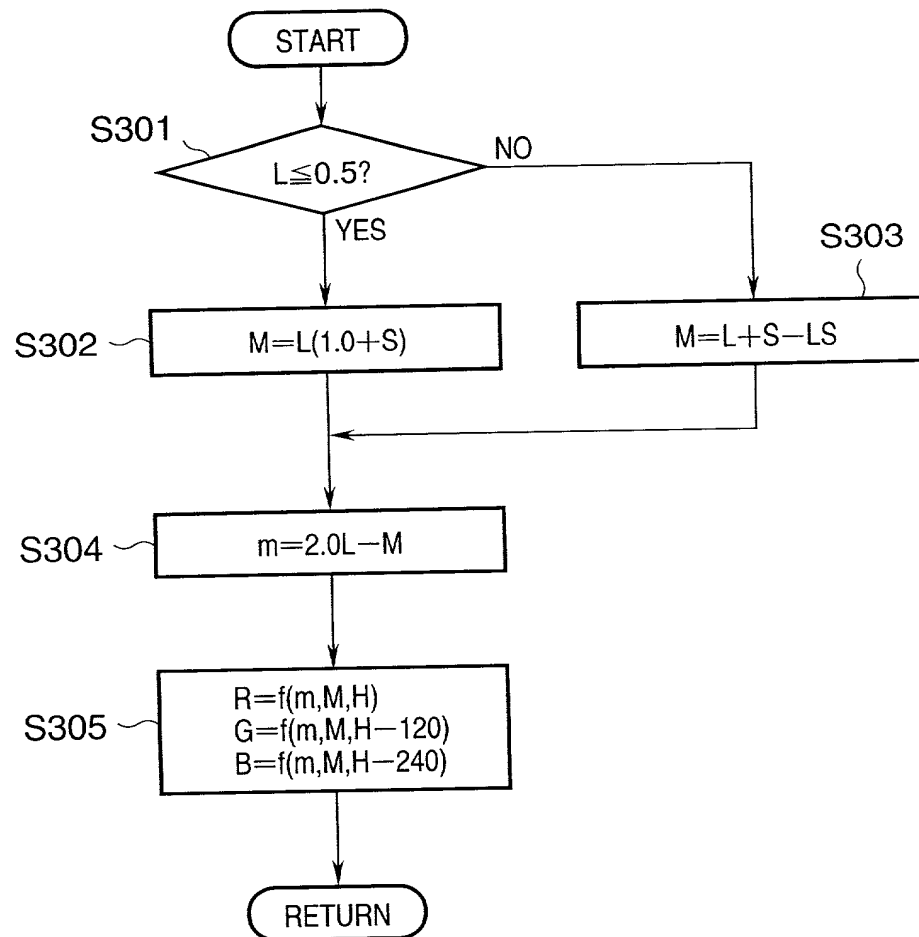 START
S301
L≦0.5?
NO
YES
S303
S302
M=L(1.0+S)
M=L+S−LS
S304
m=2.0L−M
S305
R=f(m,M,H)
G=f(m,M,H−120)
B=f(m,M,H−240)
RETURN